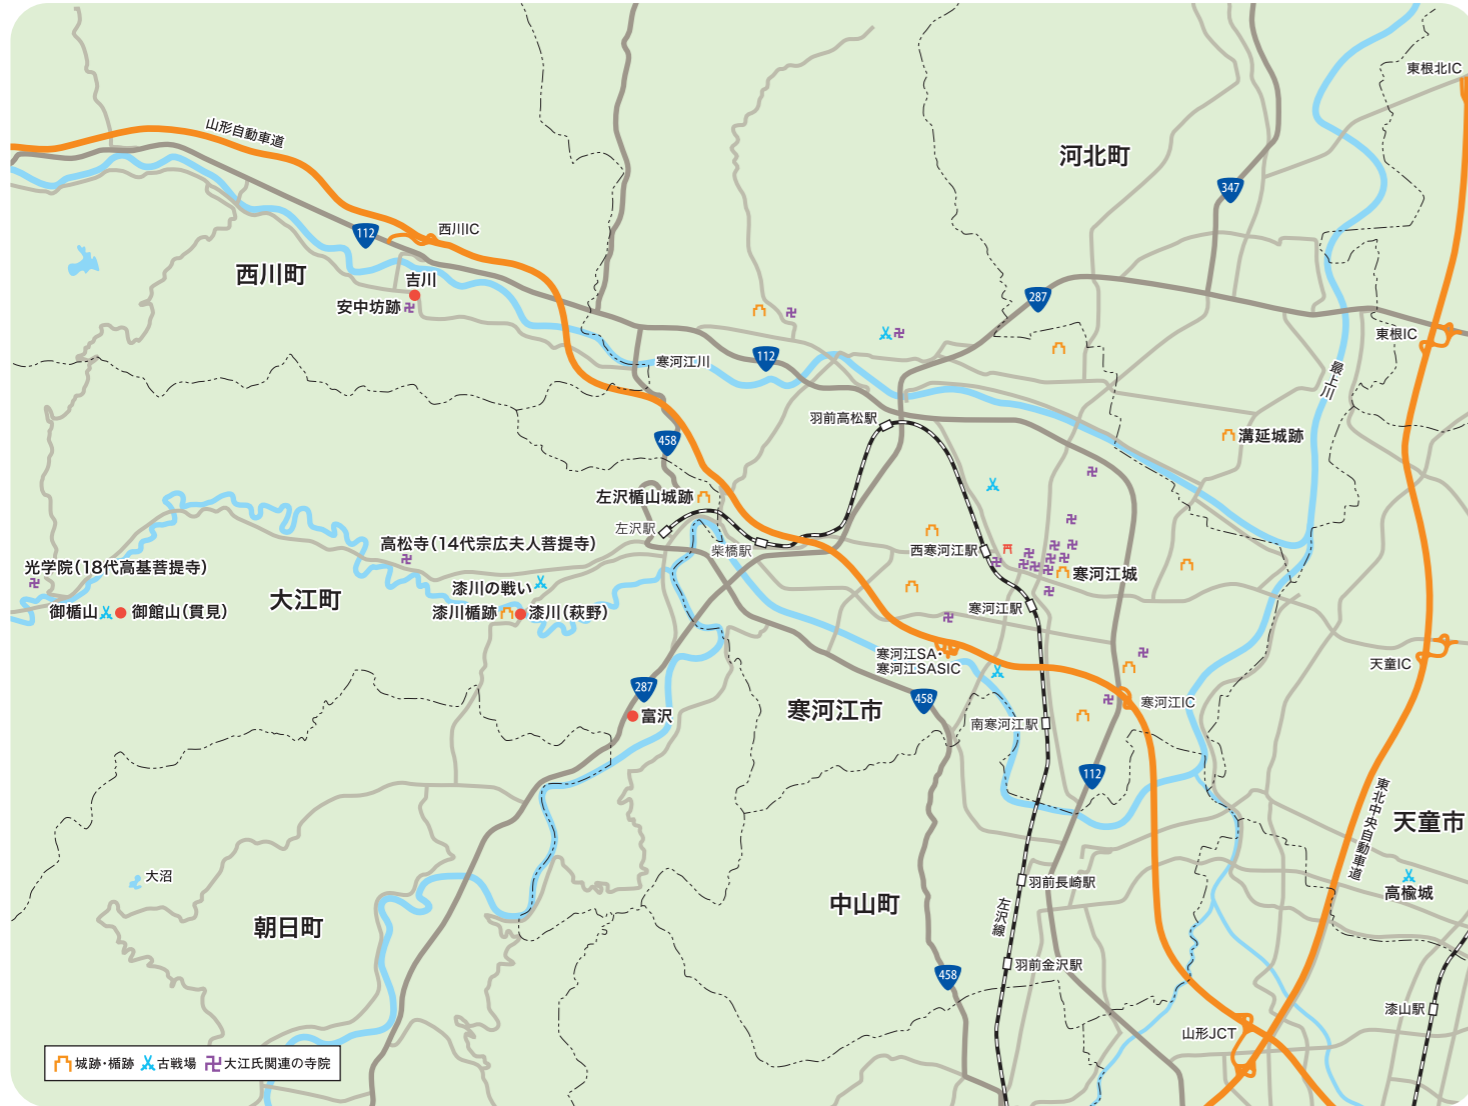 東根北IC
山形自動車道
河北町
347
112
西川IC
西川町
吉川
安中坊跡
287
東根IC
寒河江川
112
最上川
羽前高松駅
458
溝延城跡
左沢楯山城跡
左沢駅
柴橋駅
高松寺(14代宗広夫人菩提寺)
西寒河江駅
光学院(18代高基菩提寺)
漆川の戦い
寒河江城
大江町
御楯山
御館山(貫見)
漆川楯跡
漆川(萩野)
寒河江駅
寒河江SA・
寒河江SASIC
天童IC
287
富沢
458
寒河江市
寒河江IC
南寒河江駅
112
東北中央自動車道
天童市
大沼
羽前長崎駅
高楡城
中山町
左沢線
朝日町
458
羽前金沢駅
漆山駅
山形JCT
城跡・楯跡
古戦場
大江氏関連の寺院